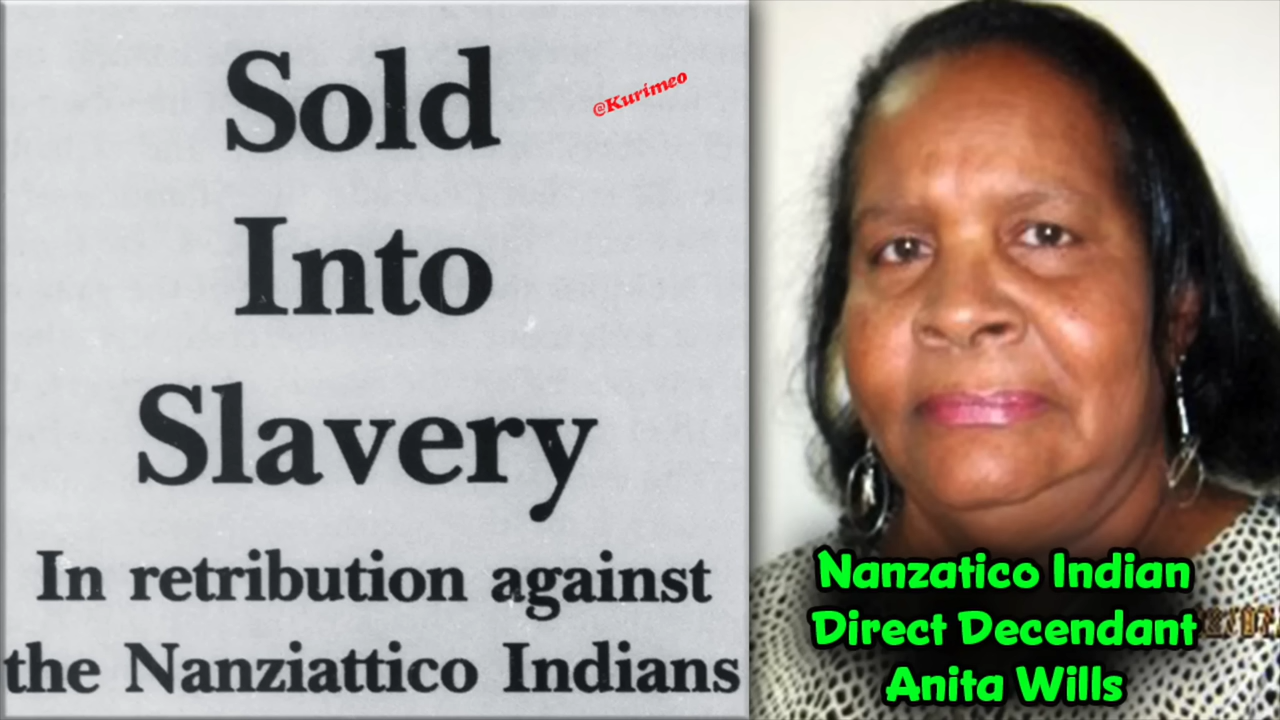 Sold
Into
Slavery
In retribution against
the Nanziattico Indians
@Kurimeo
Nanzatico Indian
Direct Decendant
Anita Wills